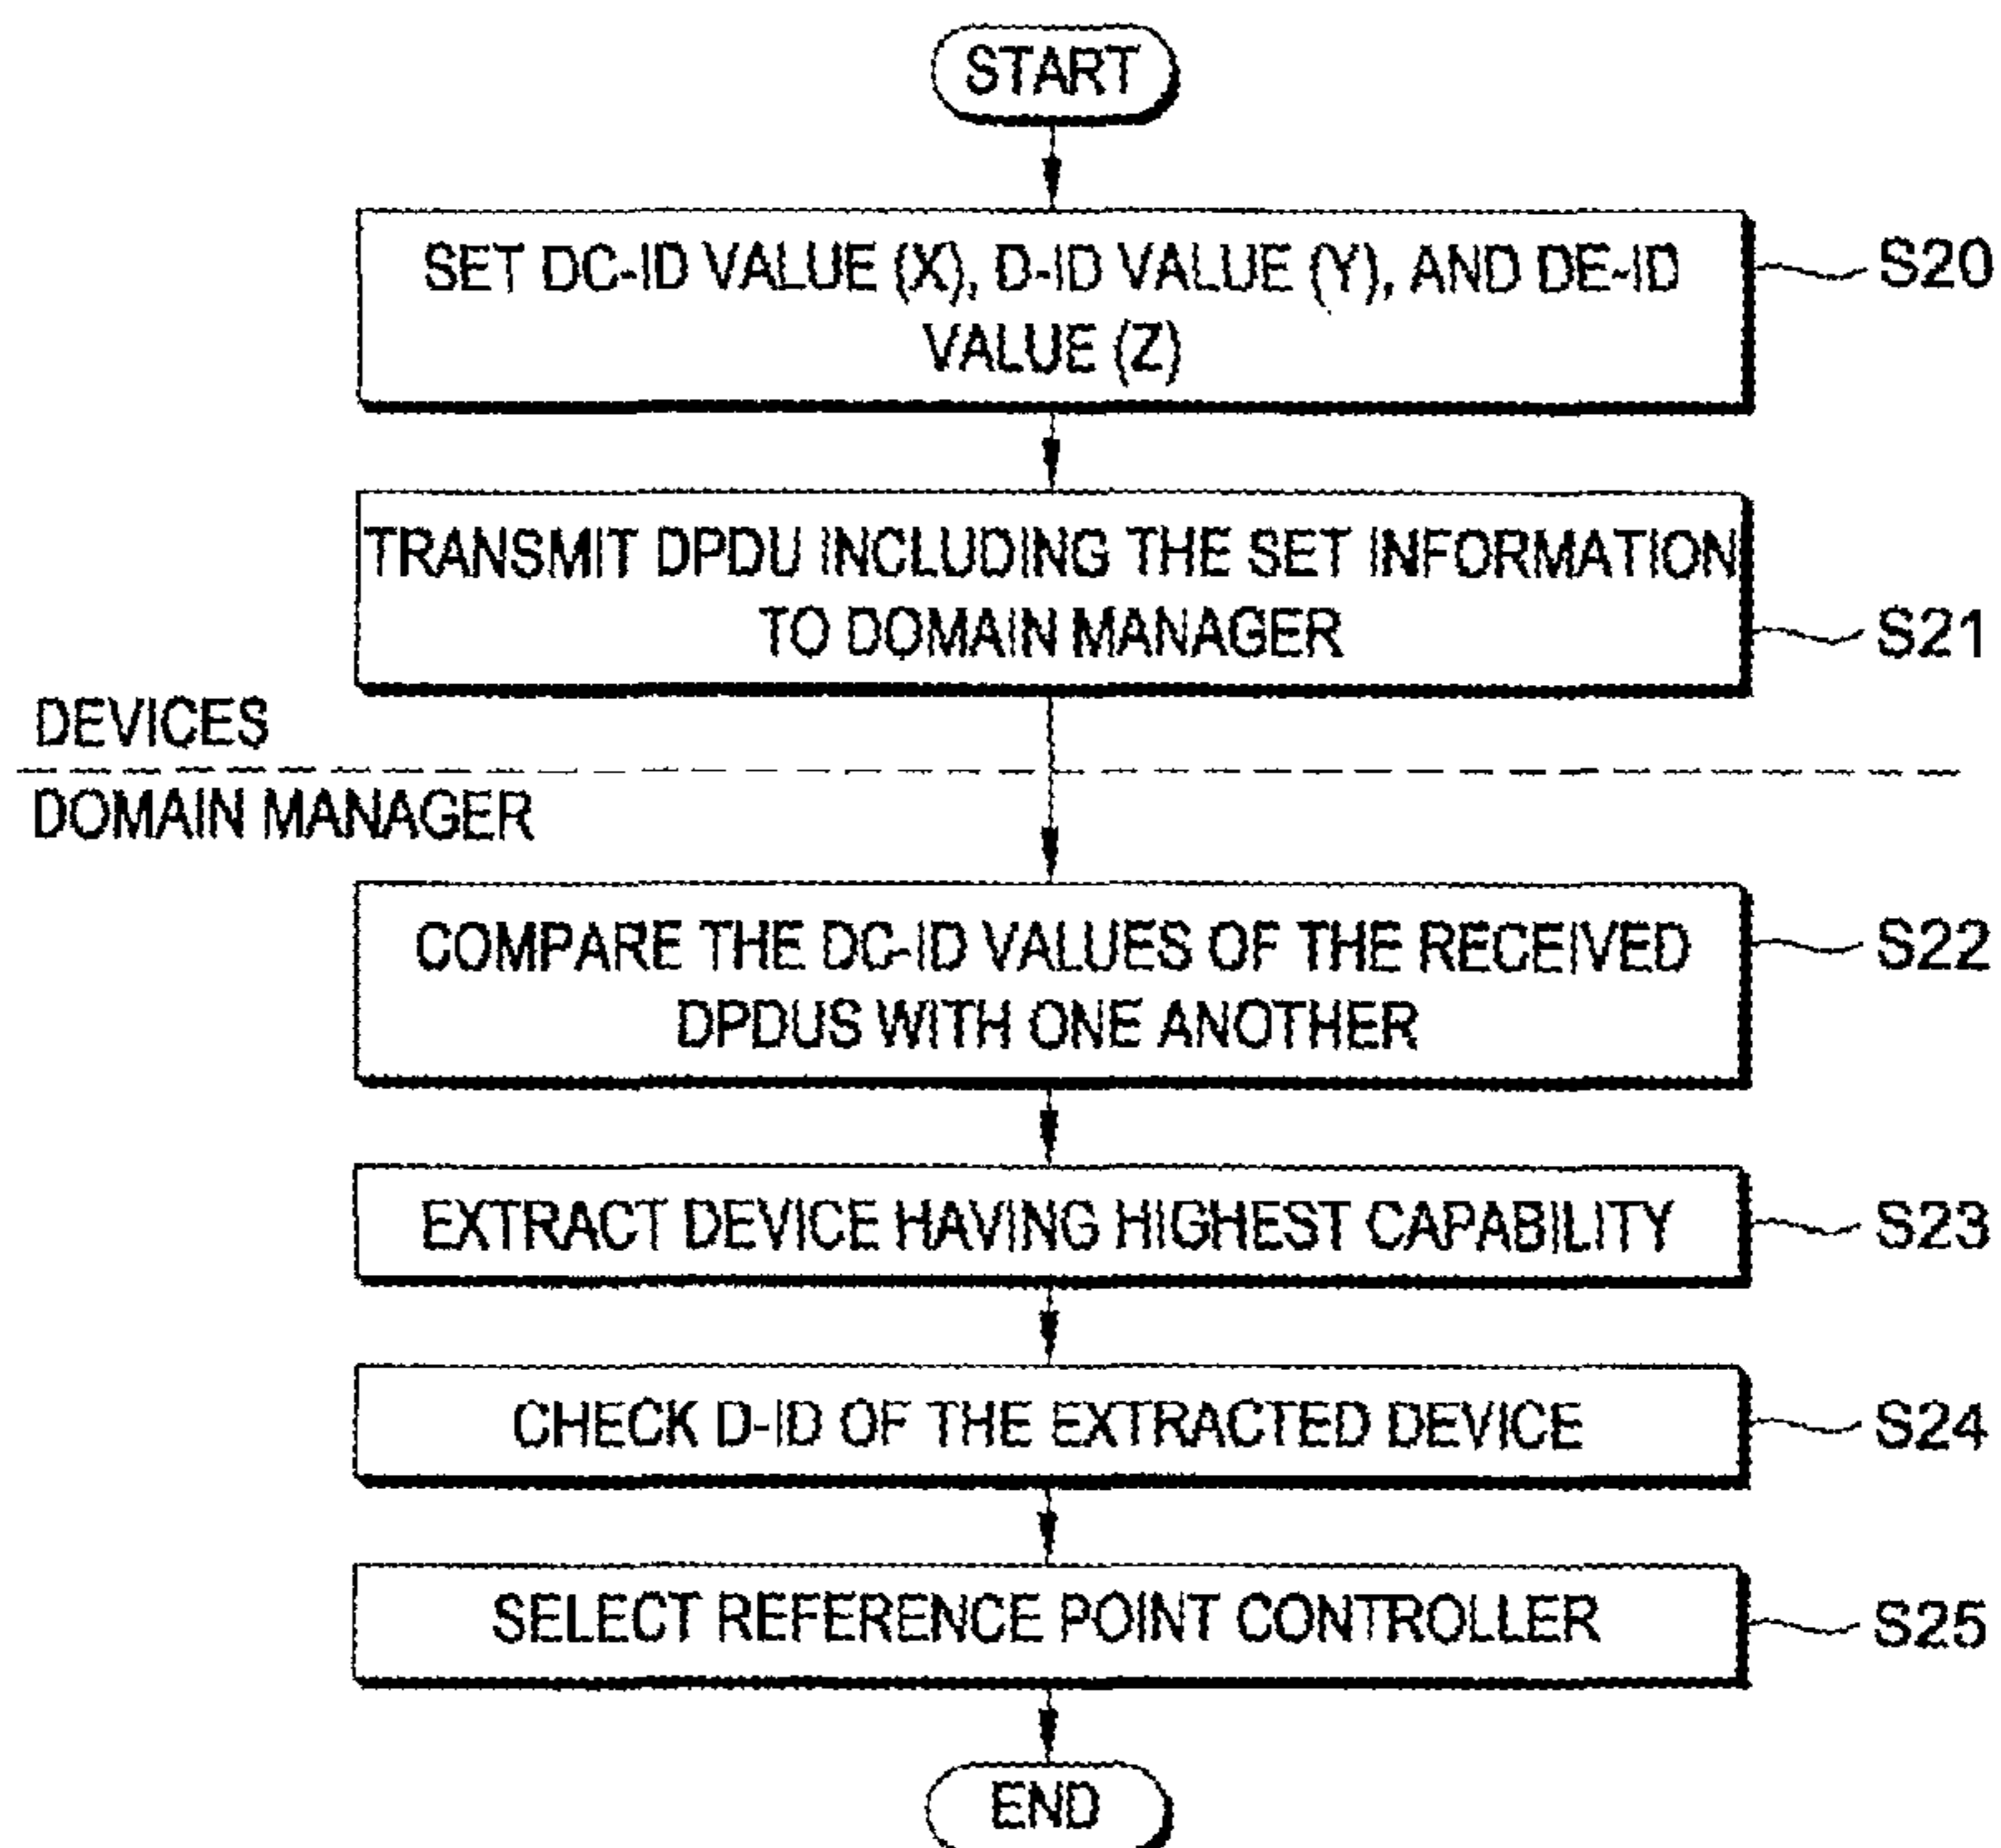 START
SET DC-ID VALUE (X), D-ID VALUE (Y), AND DE-ID
VALUE (Z)
S20
TRANSMIT DPDU INCLUDING THE SET INFORMATION
TO DOMAIN MANAGER
S21
DEVICES
DOMAIN MANAGER
COMPARE THE DC-ID VALUES OF THE RECEIVED
DPDUS WITH ONE ANOTHER
S22
EXTRACT DEVICE HAVING HIGHEST CAPABILITY
S23
CHECK D-ID OF THE EXTRACTED DEVICE
S24
SELECT REFERENCE POINT CONTROLLER
S25
END